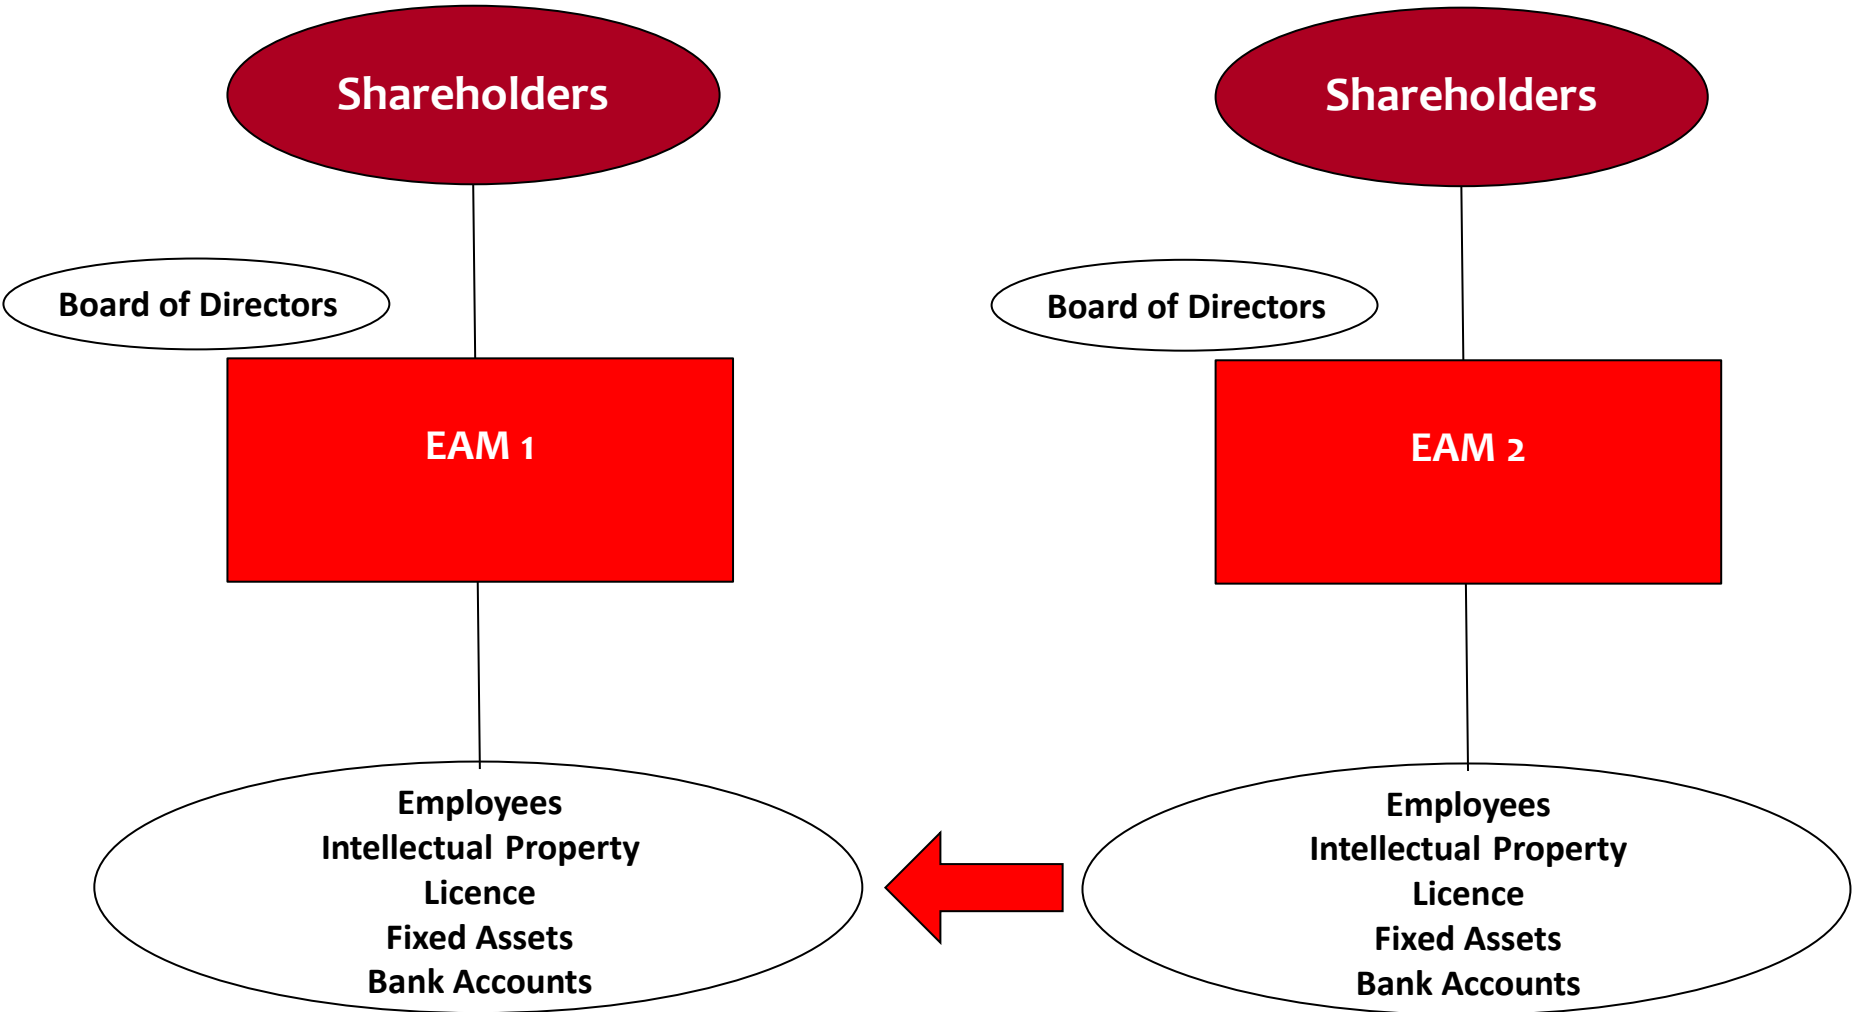 Shareholders
Board of Directors
EAM 1
Employees
Intellectual Property
Licence
Fixed Assets
Bank Accounts
Shareholders
Board of Directors
EAM 2
Employees
Intellectual Property
Licence
Fixed Assets
Bank Accounts